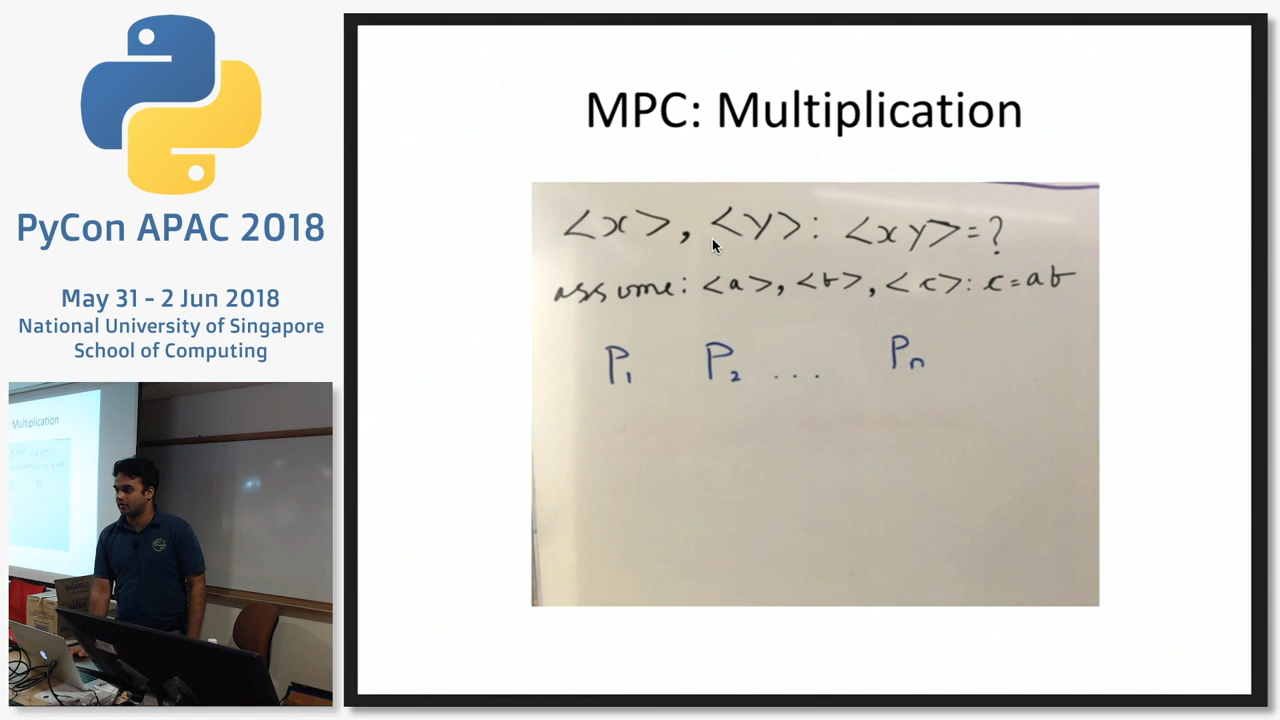 PyCon APAC 2018
May 31 - 2 Jun 2018
National University of Singapore
School of Computing
MPC: Multiplication
<x>, <y>: <xy>=?
assume: <a>, <b>, <c>: c=ab
P₁ P₂ ... Pₙ
Multiplication